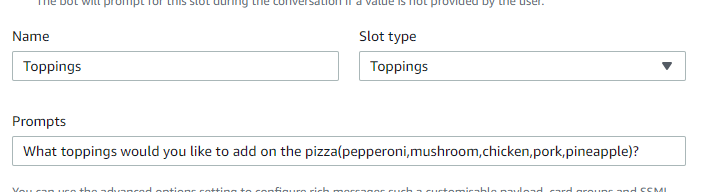 The bot will prompt for this slot during the conversation if a value is not provided by the user.
Name
Slot type
Toppings
Toppings
Prompts
What toppings would you like to add on the pizza(pepperoni,mushroom,chicken,pork,pineapple)?
You can use the advanced options setting to configure rich messages such a customisable payload, card groups and SSML